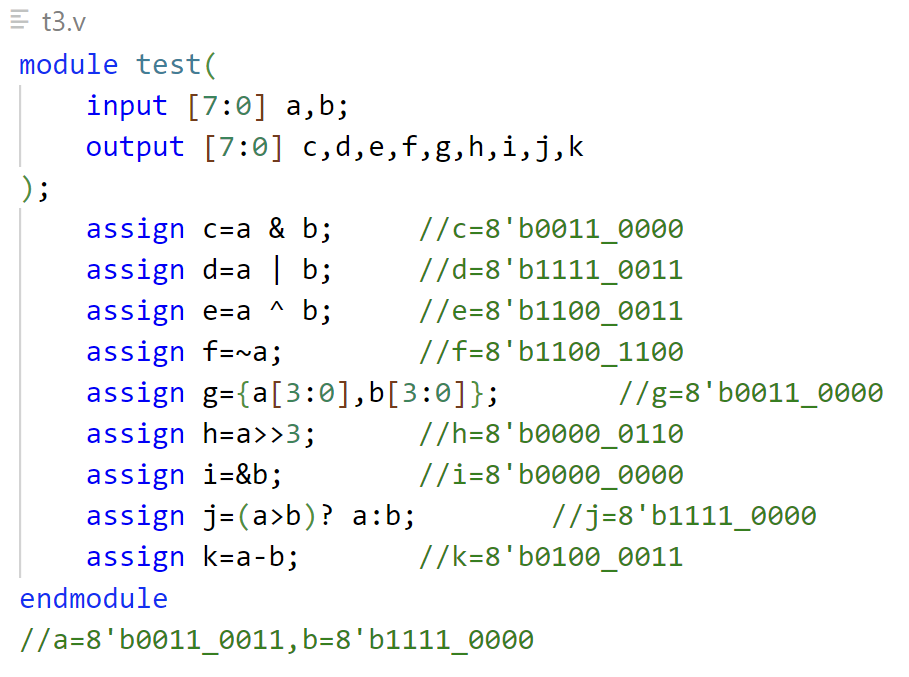 t3.v
module test(
input [7:0] a,b;
output [7:0] c,d,e,f,g,h,i,j,k
);
assign c=a & b; //c=8'b0011_0000
assign d=a | b; //d=8'b1111_0011
assign e=a ^ b; //e=8'b1100_0011
assign f=~a; //f=8'b1100_1100
assign g={a[3:0],b[3:0]}; //g=8'b0011_0000
assign h=a>>3; //h=8'b0000_0110
assign i=&b; //i=8'b0000_0000
assign j=(a>b)? a:b; //j=8'b1111_0000
assign k=a-b; //k=8'b0100_0011
endmodule
//a=8'b0011_0011,b=8'b1111_0000